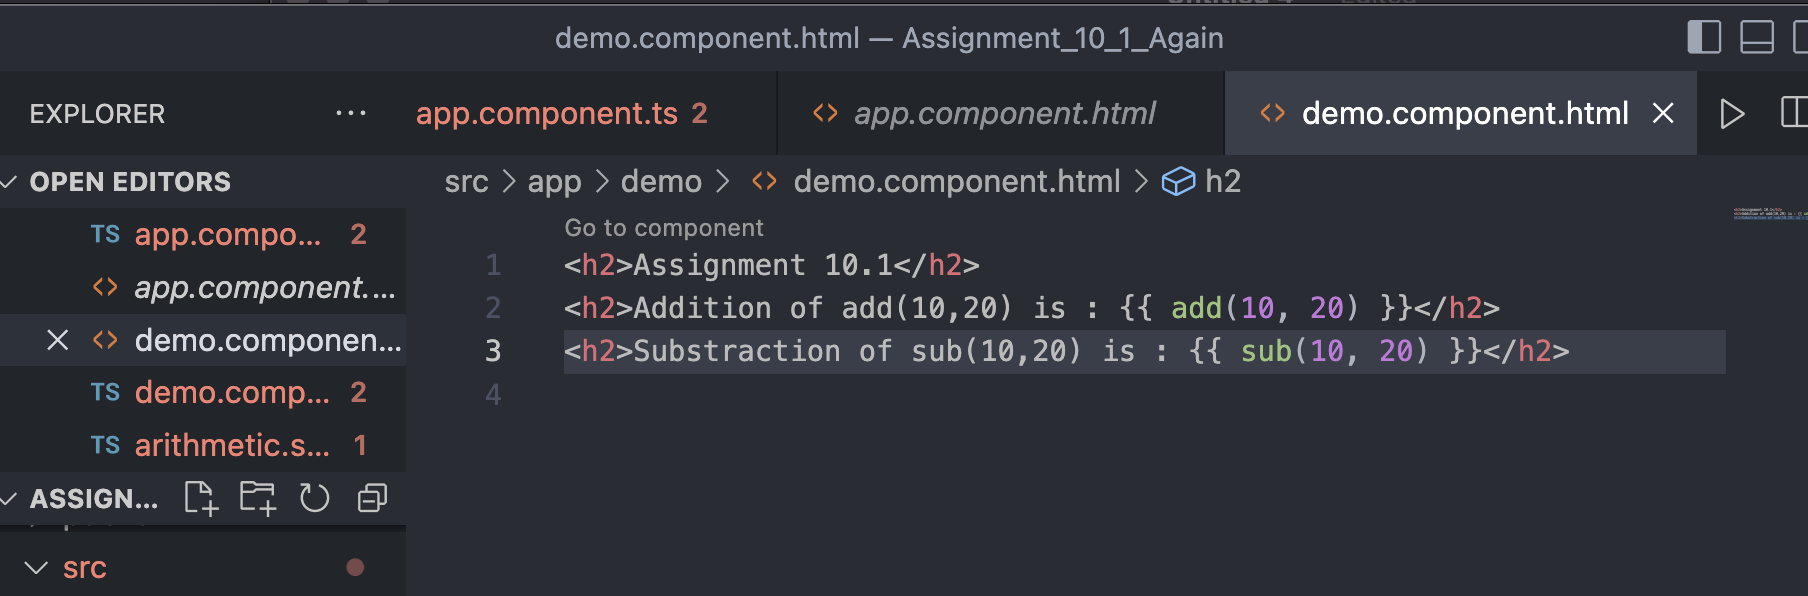 demo.component.html — Assignment_10_1_Again
EXPLORER
app.component.ts 2
app.component.html
demo.component.html
OPEN EDITORS
src > app > demo > demo.component.html > h2
TS app.compo... 2
app.component....
demo.componen...
TS demo.comp... 2
TS arithmetic.s... 1
ASSIGN...
src
Go to component
1 <h2>Assignment 10.1</h2>
2 <h2>Addition of add(10,20) is : {{ add(10, 20) }}</h2>
3 <h2>Substraction of sub(10,20) is : {{ sub(10, 20) }}</h2>
4